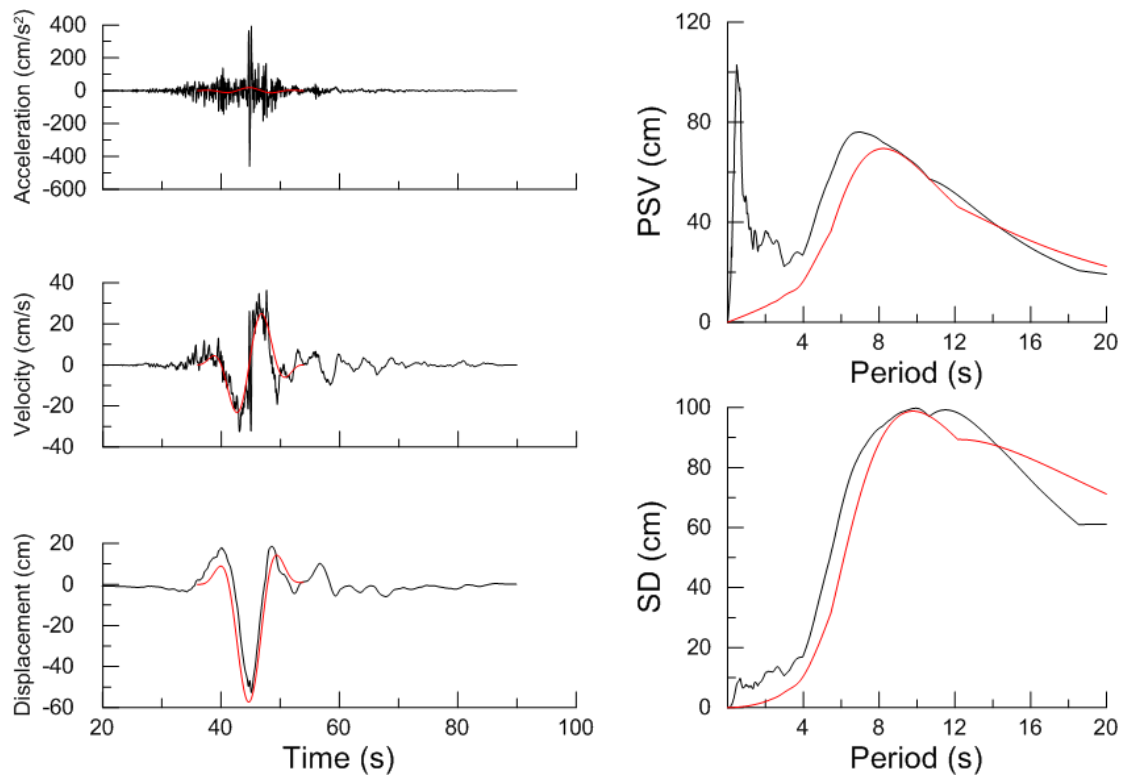 Acceleration (cm/s²)
400
200
0
-200
-400
-600
Velocity (cm/s)
40
20
0
-20
-40
Displacement (cm)
20
0
-20
-40
-60
20 40 60 80 100
Time (s)
PSV (cm)
120
80
40
0
4 8 12 16 20
Period (s)
SD (cm)
100
80
60
40
20
0
4 8 12 16 20
Period (s)